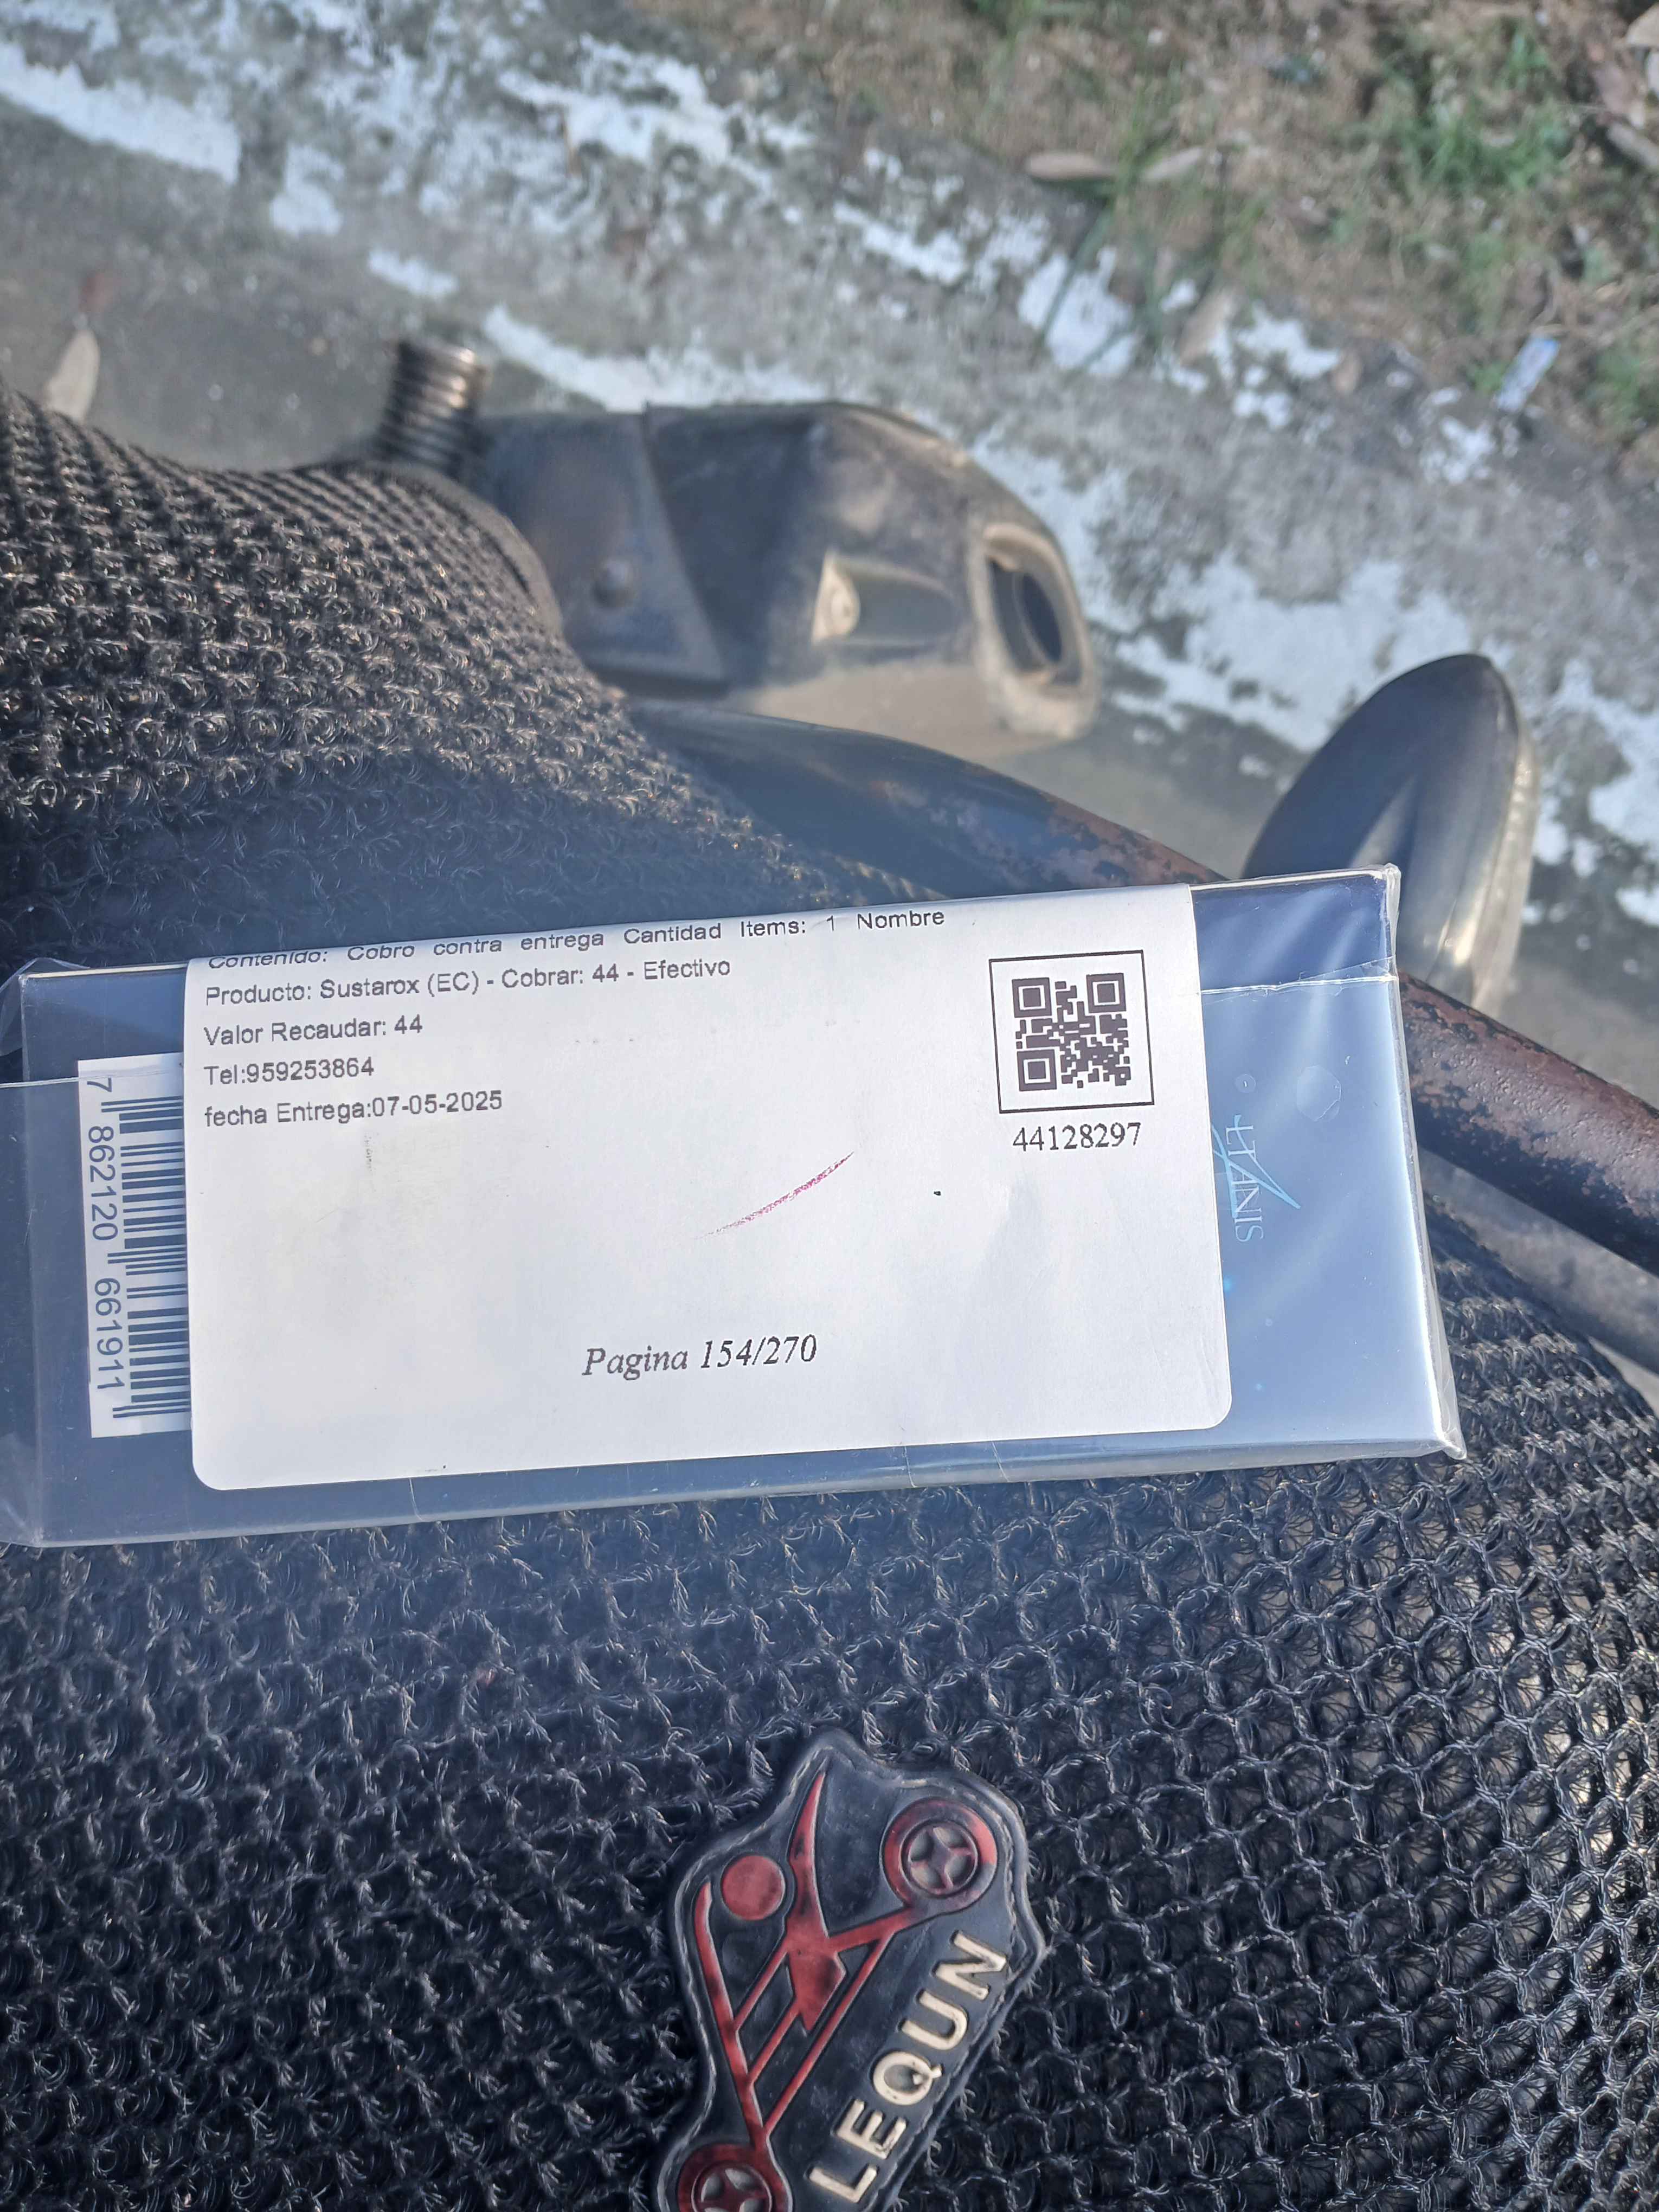 Contenido: Cobro contra entrega Cantidad Items: 1 Nombre
Producto: Sustarox (EC) - Cobrar: 44 - Efectivo
Valor Recaudar: 44
Tel:959253864
fecha Entrega:07-05-2025
44128297
Pagina 154/270
7 862120 661911
LEQUN